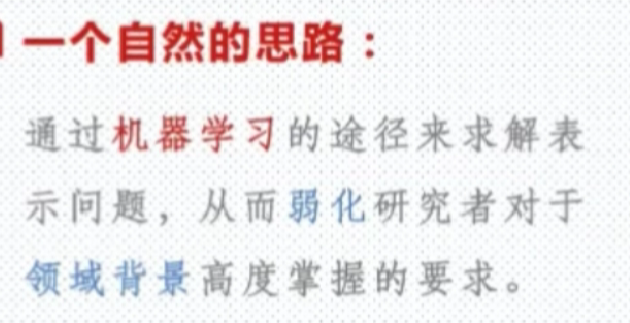 一个自然的思路：
通过机器学习的途径来求解表
示问题，从而弱化研究者对于
领域背景高度掌握的要求。